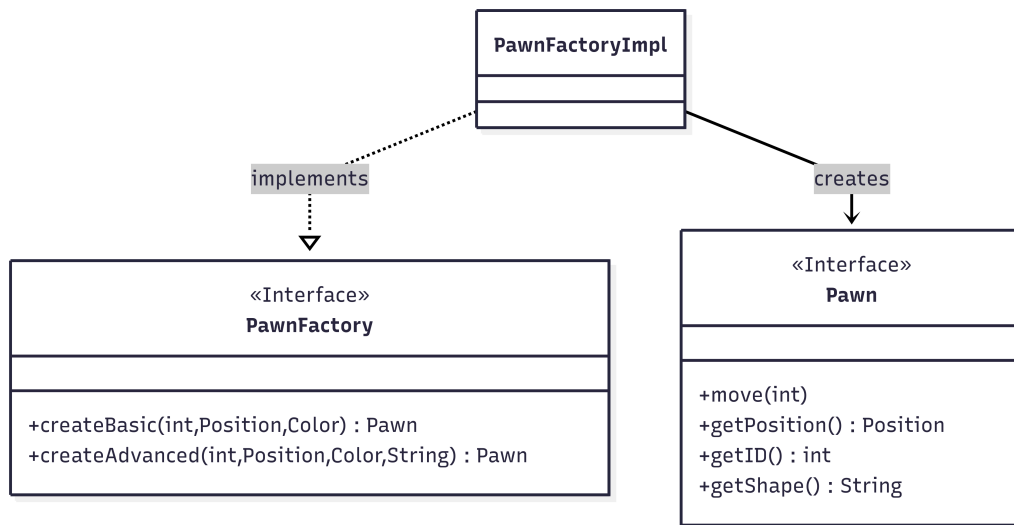 PawnFactoryImpl
implements
creates
«Interface»
PawnFactory
+createBasic(int,Position,Color) : Pawn
+createAdvanced(int,Position,Color,String) : Pawn
«Interface»
Pawn
+move(int)
+getPosition() : Position
+getID() : int
+getShape() : String